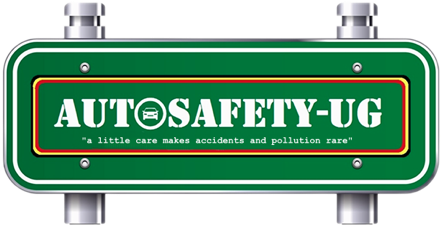 AUTOSAFETY-UG
"a little care makes accidents and pollution rare"